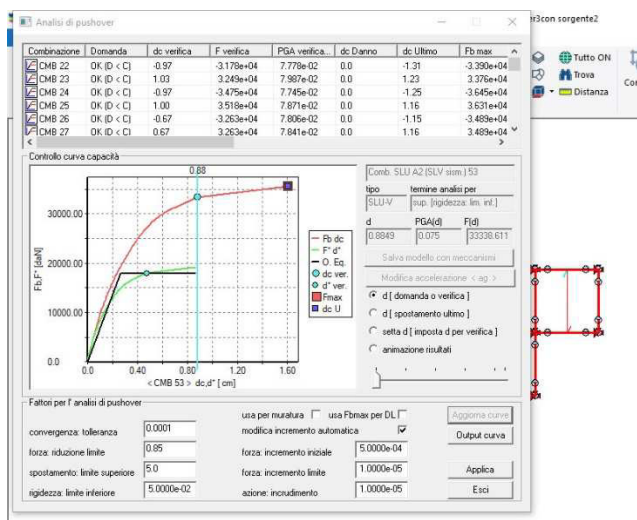 Analisi di pushover
er3con sorgente2
Combinazione Domanda dc verifica F verifica PGA verifica... dc Danno dc Ultimo Fb max
CMB 22 OK (D < C) -0.97 -3.178e+04 7.778e-02 0.0 -1.31 -3.390e+04
CMB 23 OK (D < C) 1.03 3.249e+04 7.987e-02 0.0 1.23 3.376e+04
CMB 24 OK (D < C) -0.97 -3.475e+04 7.745e-02 0.0 -1.25 -3.645e+04
CMB 25 OK (D < C) 1.00 3.518e+04 7.871e-02 0.0 1.16 3.631e+04
CMB 26 OK (D < C) -0.67 -3.263e+04 7.806e-02 0.0 -1.15 -3.489e+04
CMB 27 OK (D < C) 0.67 3.263e+04 7.841e-02 0.0 1.16 3.489e+04
Tutto ON
Trova
Distanza
Con
Controllo curva capacità
0.88
30000.00
20000.00
10000.00
0.0
Fb,F* [daN]
0.0 0.40 0.80 1.20 1.60
< CMB 53 > dc,d* [ cm]
Fb dc
F* d*
O. Eq.
dc ver.
d* ver.
Fmax
dc U
Comb. SLU A2 (SLV sism.) 53
tipo termine analisi per
SLU-V sup. [rigidezza: lim. inf.]
d PGA(d) F(d)
0.8849 0.075 33338.611
Salva modello con meccanismi
Modifica accelerazione < ag >
d [ domanda o verifica ]
d [ spostamento ultimo ]
setta d [ imposta d per verifica ]
animazione risultati
Fattori per l' analisi di pushover
usa per muratura usa Fbmax per DL
Aggiorna curve
convergenza: tolleranza 0.0001 modifica incremento automatica
Output curva
forza: riduzione limite 0.85 forza: incremento iniziale 5.0000e-04
spostamento: limite superiore 5.0 forza: incremento limite 1.0000e-05 Applica
rigidezza: limite inferiore 5.0000e-02 azione: incrudimento 1.0000e-05 Esci